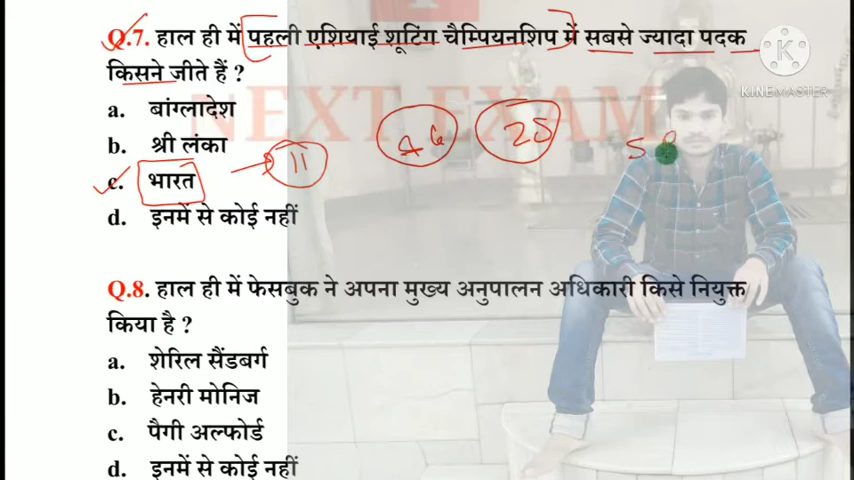 Q.7. हाल ही में पहली एशियाई शूटिंग चैम्पियनशिप में सबसे ज्यादा पदक
किसने जीते हैं ?
KINEMASTER
a. बांग्लादेश
NEXT EXAM
b. श्री लंका
25
c. भारत
11
d. इनमें से कोई नहीं
Q.8. हाल ही में फेसबुक ने अपना मुख्य अनुपालन अधिकारी किसे नियुक्त
किया है ?
a. शेरिल सैंडबर्ग
b. हेनरी मोनिज
c. पैगी अल्फोर्ड
d. इनमें से कोई नहीं